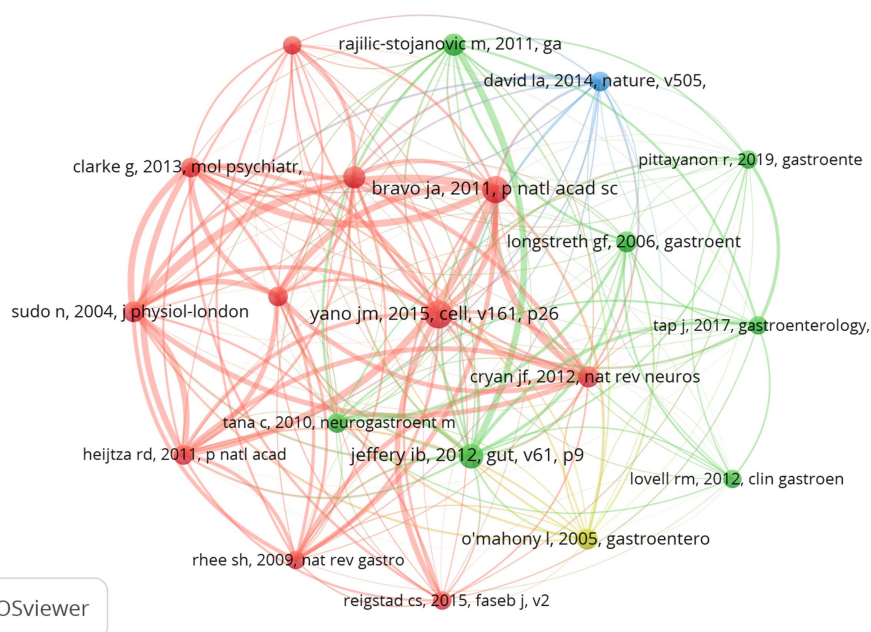 rajilic-stojanovic m, 2011, ga
david la, 2014, nature, v505,
pittayanon r, 2019, gastroente
clarke g, 2013, mol psychiatr,
bravo ja, 2011, p natl acad sc
longstreth gf, 2006, gastroent
sudo n, 2004, j physiol-london
yano jm, 2015, cell, v161, p26
tap j, 2017, gastroenterology,
cryan jf, 2012, nat rev neuros
tana c, 2010, neurogastroent m
heijtza rd, 2011, p natl acad
jeffery ib, 2012, gut, v61, p9
lovell rm, 2012, clin gastroen
o'mahony l, 2005, gastroentero
rhee sh, 2009, nat rev gastro
reigstad cs, 2015, faseb j, v2
OSviewer